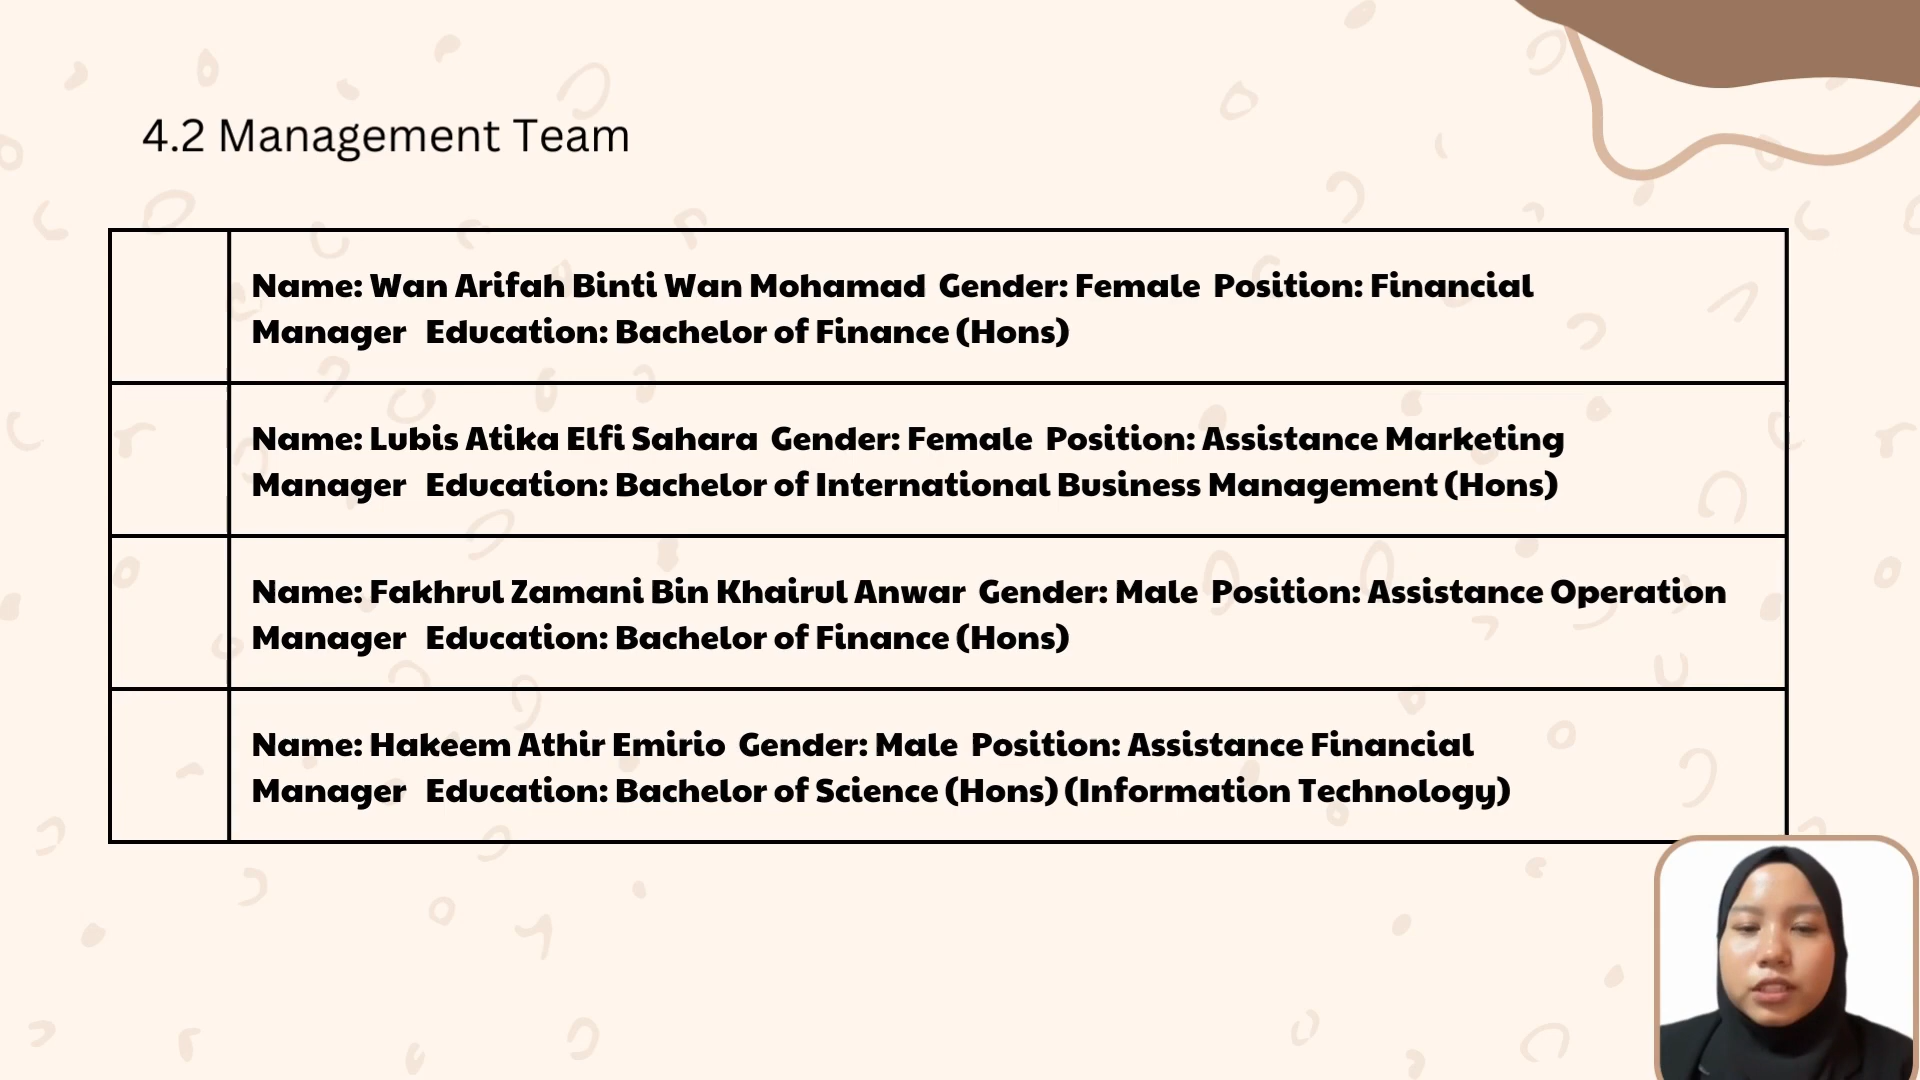 4.2 Management Team
Name: Wan Arifah Binti Wan Mohamad  Gender: Female  Position: Financial
Manager   Education: Bachelor of Finance (Hons)
Name: Lubis Atika Elfi Sahara  Gender: Female  Position: Assistance Marketing
Manager   Education: Bachelor of International Business Management (Hons)
Name: Fakhrul Zamani Bin Khairul Anwar  Gender: Male  Position: Assistance Operation
Manager   Education: Bachelor of Finance (Hons)
Name: Hakeem Athir Emirio  Gender: Male  Position: Assistance Financial
Manager   Education: Bachelor of Science (Hons) (Information Technology)